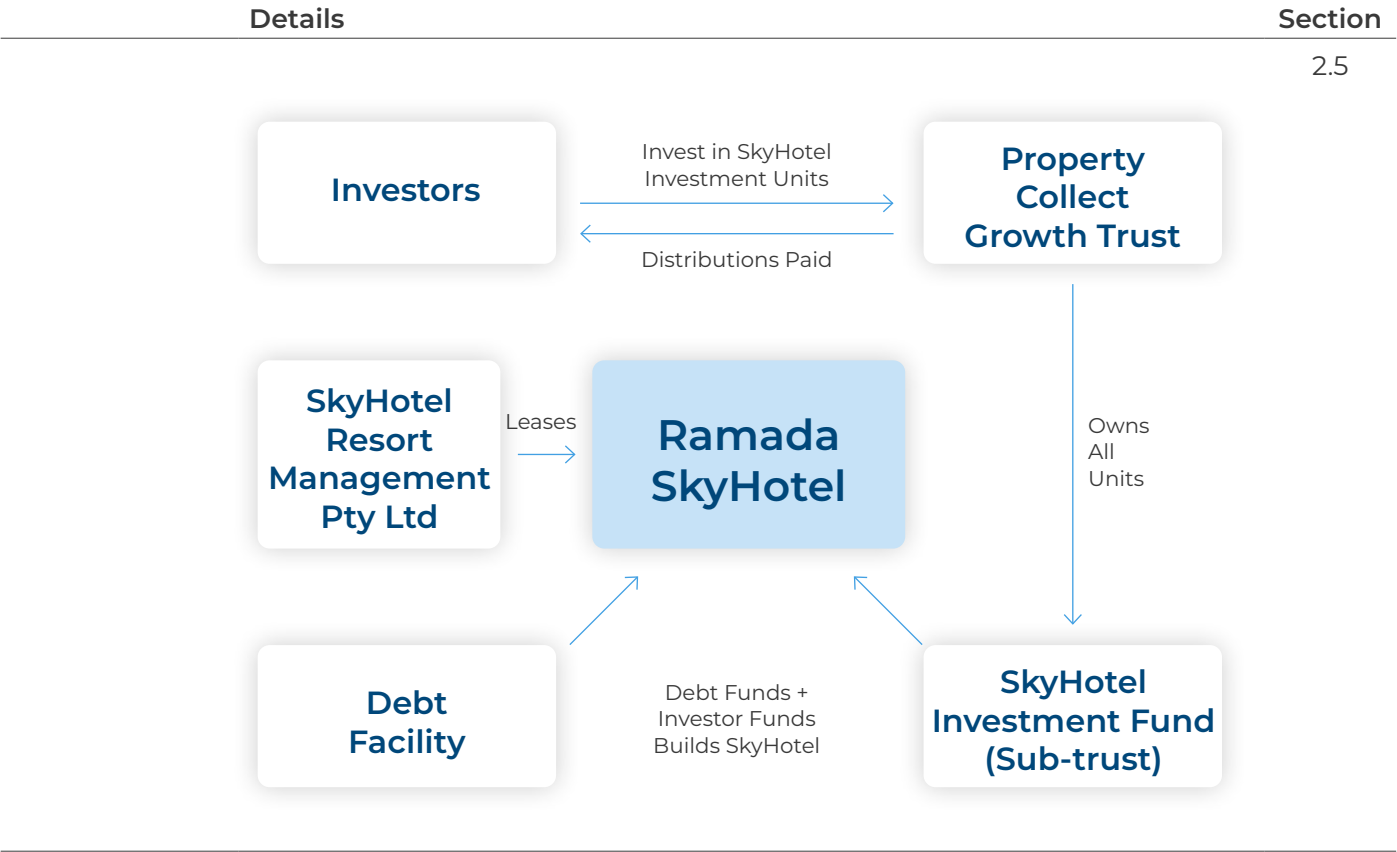 Details
Section
2.5
Investors
Invest in SkyHotel
Investment Units
Distributions Paid
Property
Collect
Growth Trust
SkyHotel
Resort
Management
Pty Ltd
Leases
Ramada
SkyHotel
Owns
All
Units
Debt
Facility
Debt Funds +
Investor Funds
Builds SkyHotel
SkyHotel
Investment Fund
(Sub-trust)